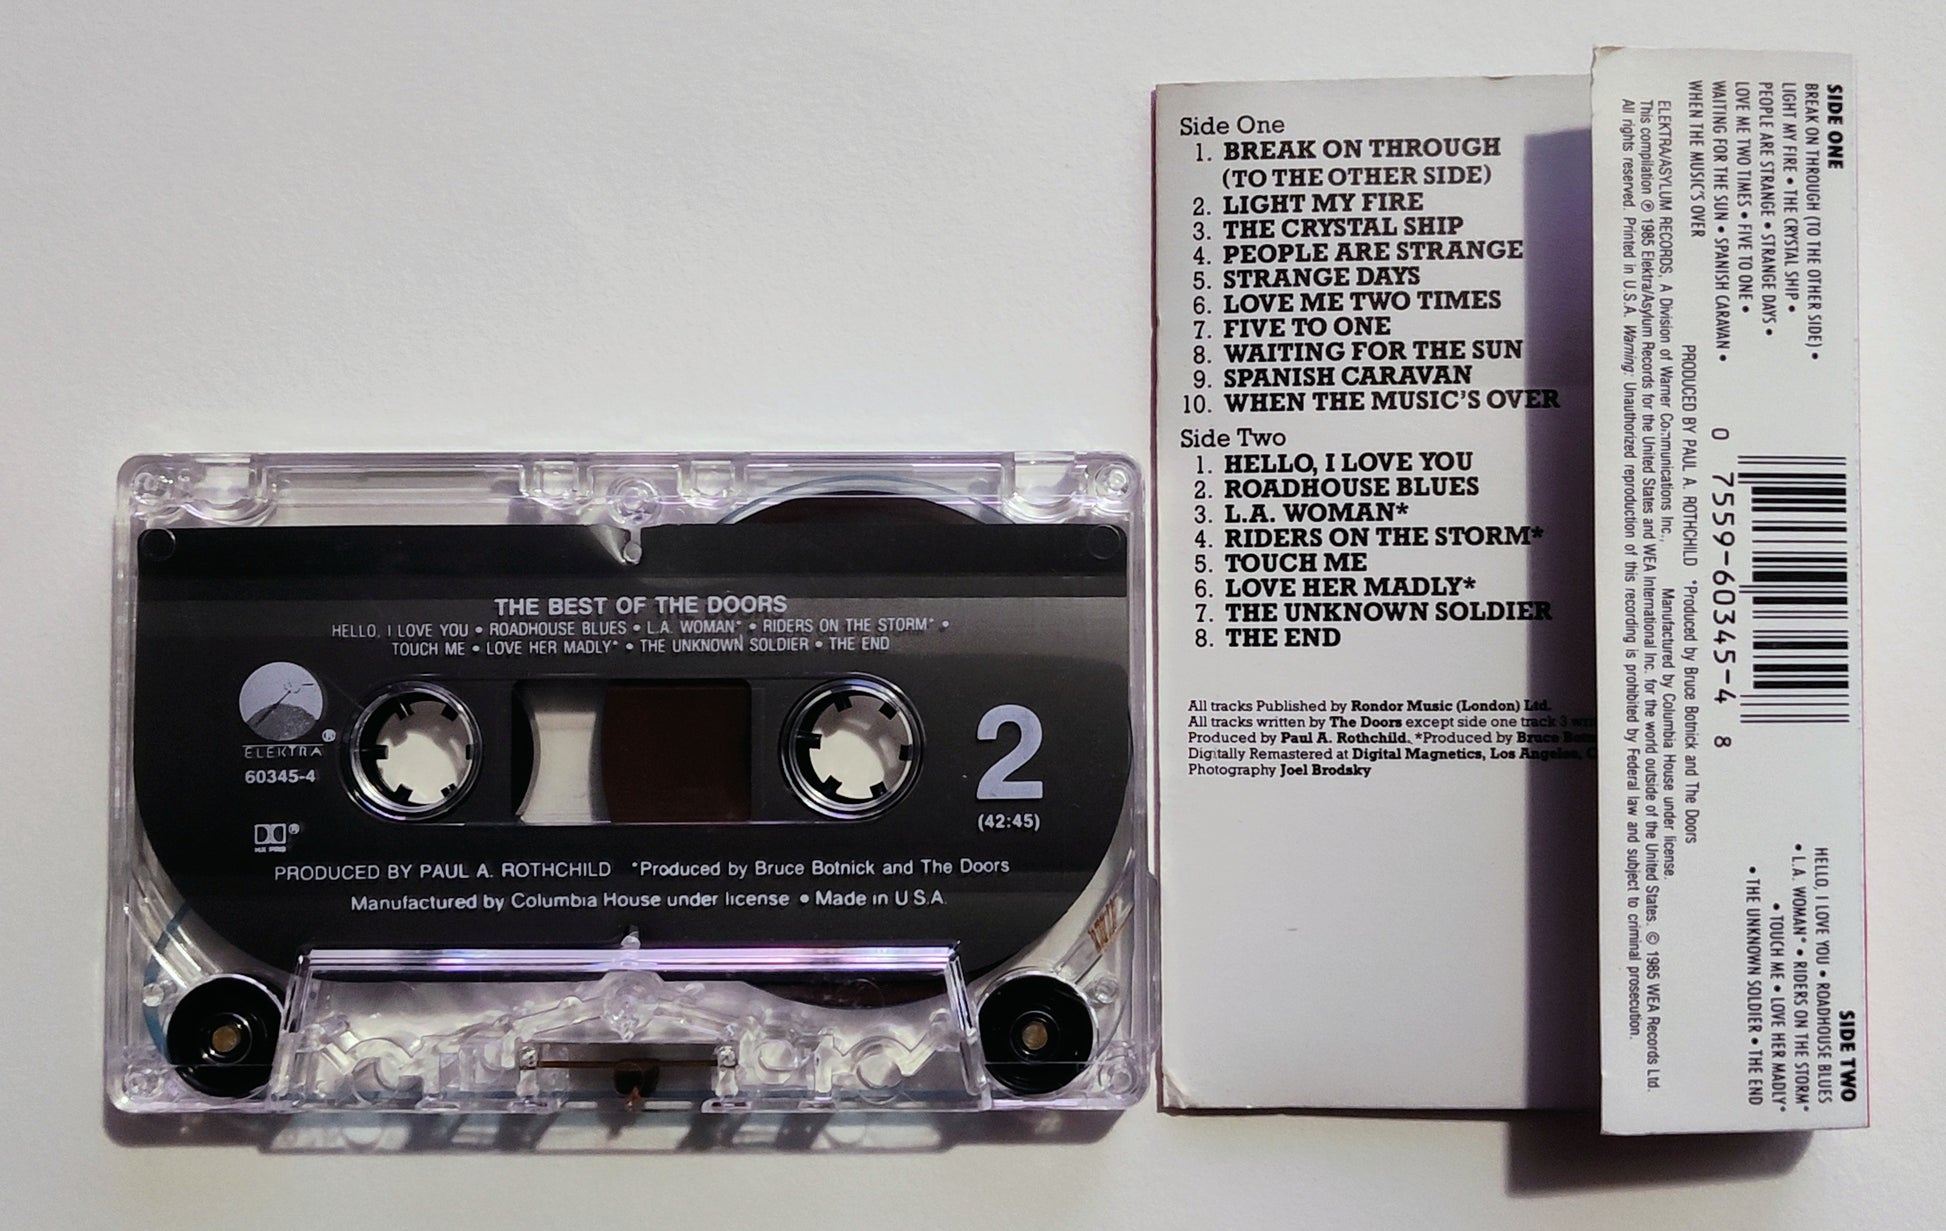 THE BEST OF THE DOORS
HELLO, I LOVE YOU • ROADHOUSE BLUES • L.A. WOMAN* • RIDERS ON THE STORM* •
TOUCH ME • LOVE HER MADLY* • THE UNKNOWN SOLDIER • THE END
ELEKTRA®
60345-4
®
HX PRO
2
(42:45)
PRODUCED BY PAUL A. ROTHCHILD *Produced by Bruce Botnick and The Doors
Manufactured by Columbia House under license • Made in U.S.A.
Side One
1. BREAK ON THROUGH
(TO THE OTHER SIDE)
2. LIGHT MY FIRE
3. THE CRYSTAL SHIP
4. PEOPLE ARE STRANGE
5. STRANGE DAYS
6. LOVE ME TWO TIMES
7. FIVE TO ONE
8. WAITING FOR THE SUN
9. SPANISH CARAVAN
10. WHEN THE MUSIC'S OVER
Side Two
1. HELLO, I LOVE YOU
2. ROADHOUSE BLUES
3. L.A. WOMAN*
4. RIDERS ON THE STORM*
5. TOUCH ME
6. LOVE HER MADLY*
7. THE UNKNOWN SOLDIER
8. THE END
All tracks Published by Rondor Music (London) Ltd.
All tracks written by The Doors except side one track 3
Produced by Paul A. Rothchild. *Produced by Bruce
Digitally Remastered at Digital Magnetics, Los Angeles,
Photography Joel Brodsky
SIDE ONE
BREAK ON THROUGH (TO THE OTHER SIDE) •
LIGHT MY FIRE • THE CRYSTAL SHIP •
PEOPLE ARE STRANGE • STRANGE DAYS •
LOVE ME TWO TIMES • FIVE TO ONE •
WAITING FOR THE SUN • SPANISH CARAVAN •
WHEN THE MUSIC'S OVER
0 7559-60345-4 8
SIDE TWO
HELLO, I LOVE YOU • ROADHOUSE BLUES
• L.A. WOMAN* • RIDERS ON THE STORM*
• TOUCH ME • LOVE HER MADLY*
• THE UNKNOWN SOLDIER • THE END
PRODUCED BY PAUL A. ROTHCHILD *Produced by Bruce Botnick and The Doors
ELEKTRA/ASYLUM RECORDS, A Division of Warner Communications Inc., Manufactured by Columbia House under license.
This compilation ℗ 1985 Elektra/Asylum Records for the United States and WEA International Inc. for the world outside of the United States. © 1985 WEA Records Ltd.
All rights reserved. Printed in U.S.A. Warning: Unauthorized reproduction of this recording is prohibited by Federal law and subject to criminal prosecution.